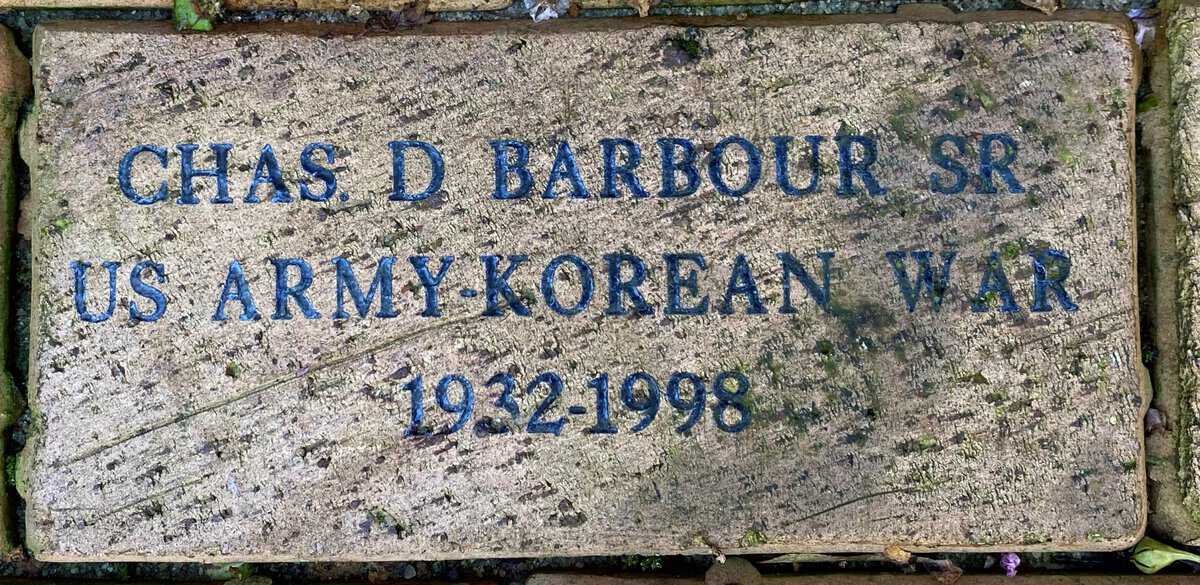 CHAS. D BARBOUR SR
US ARMY-KOREAN WAR
1932-1998